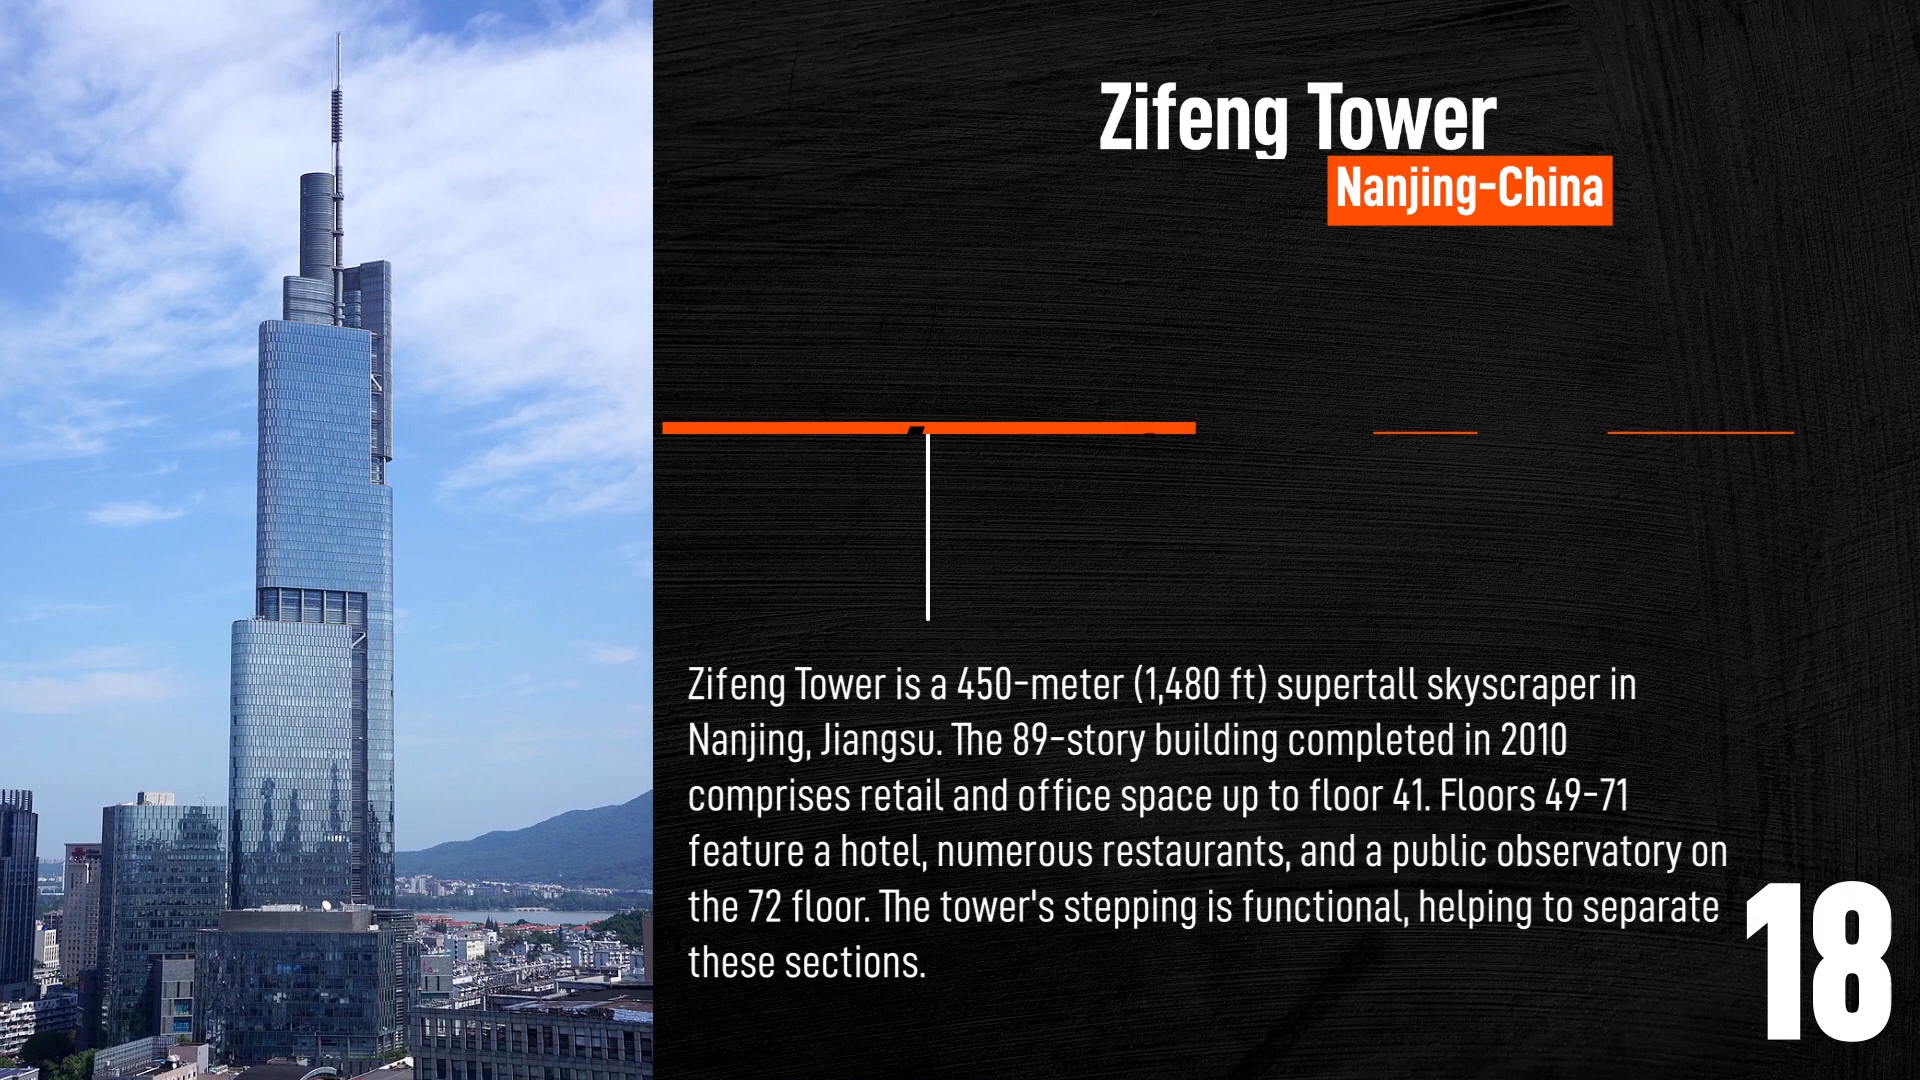 Zifeng Tower
Nanjing-China
Zifeng Tower is a 450-meter (1,480 ft) supertall skyscraper in
Nanjing, Jiangsu. The 89-story building completed in 2010
comprises retail and office space up to floor 41. Floors 49-71
feature a hotel, numerous restaurants, and a public observatory on
the 72 floor. The tower's stepping is functional, helping to separate
these sections.
18